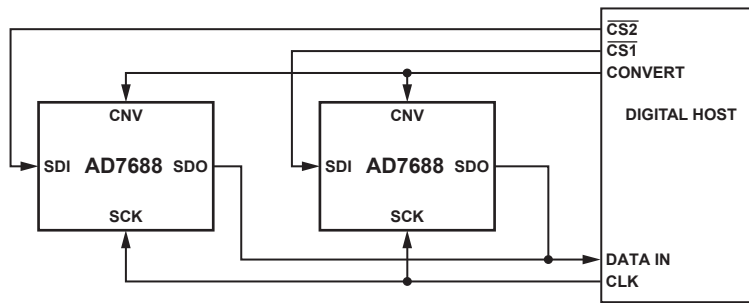 CS2
CS1
CONVERT
DIGITAL HOST
CNV
CNV
SDI AD7688 SDO
SDI AD7688 SDO
SCK
SCK
DATA IN
CLK